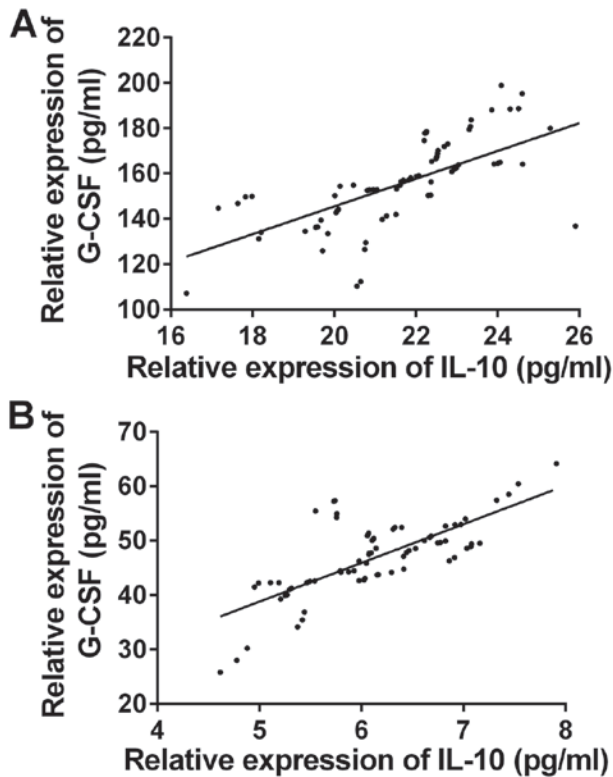 A
Relative expression of
G-CSF (pg/ml)
220
200
180
160
140
120
100
16 18 20 22 24 26
Relative expression of IL-10 (pg/ml)
B
Relative expression of
G-CSF (pg/ml)
70
60
50
40
30
20
4 5 6 7 8
Relative expression of IL-10 (pg/ml)